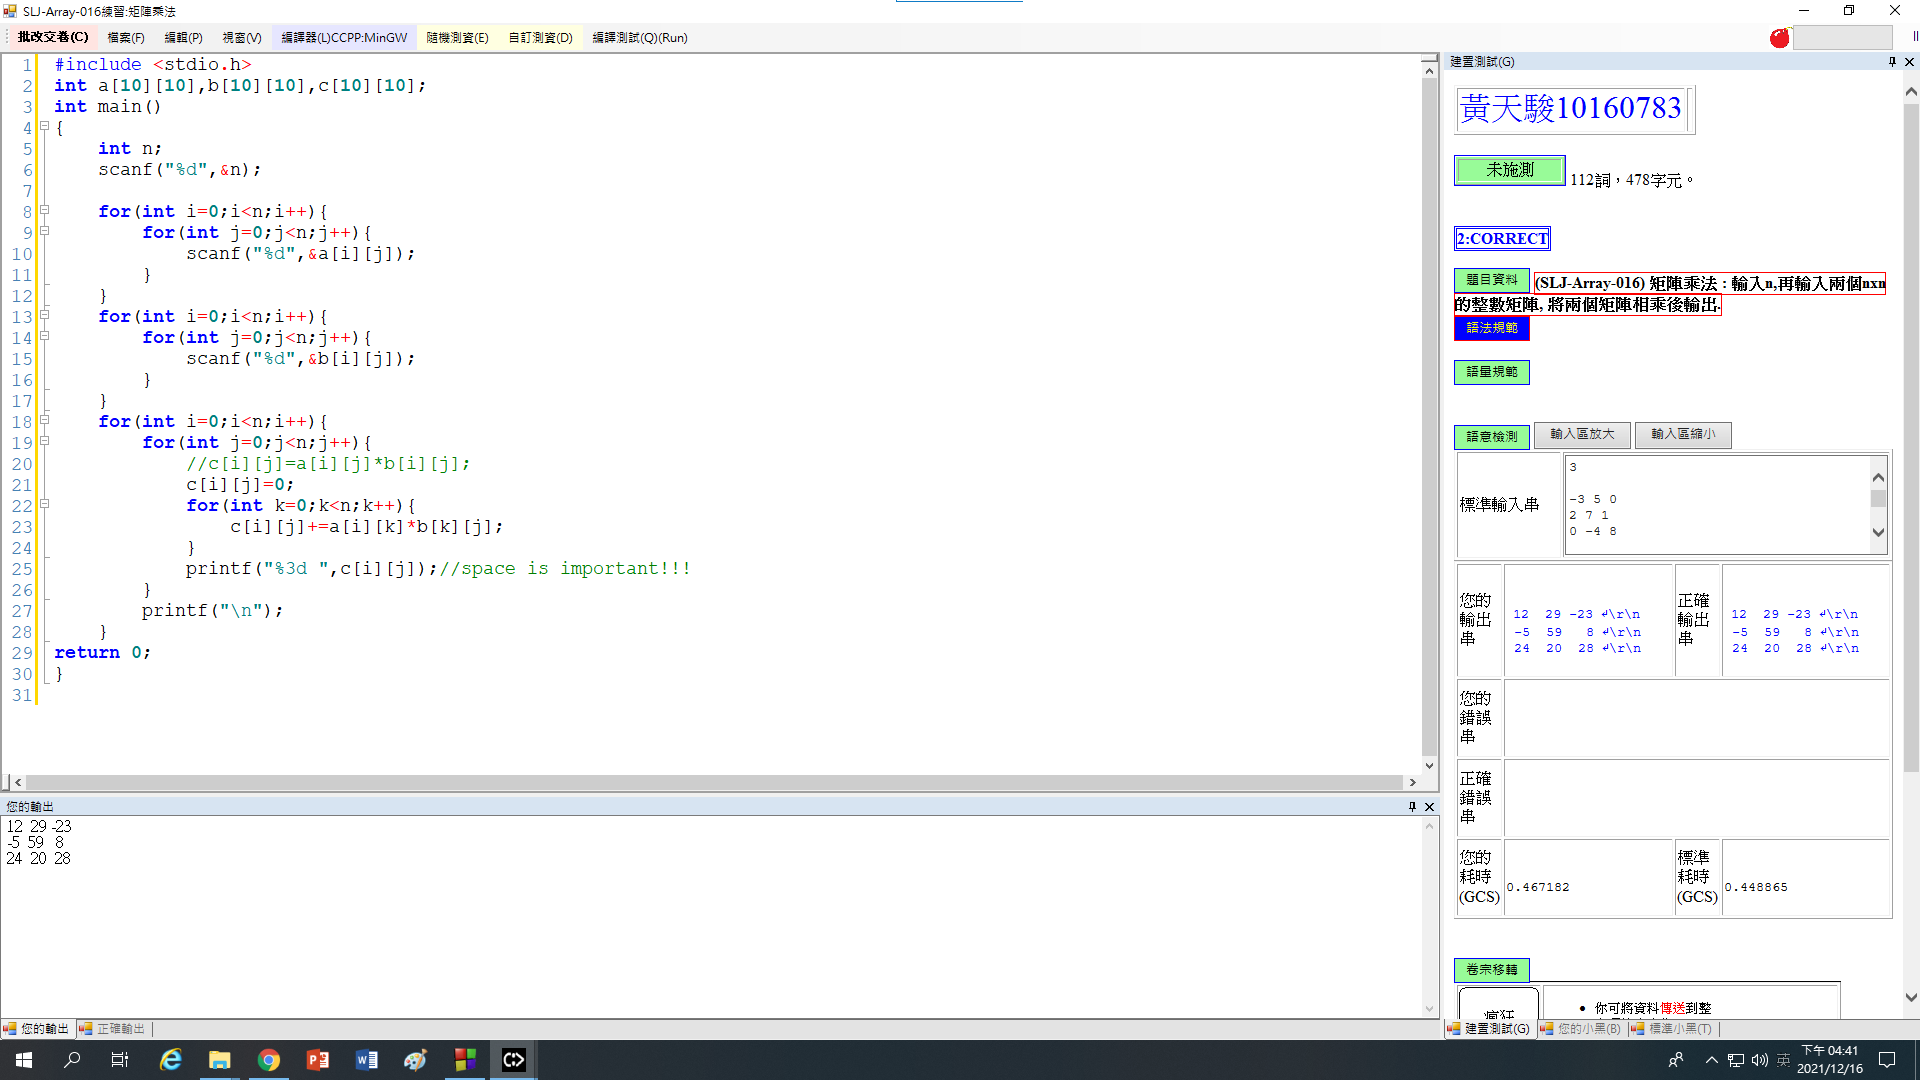 SLJ-Array-016練習:矩陣乘法
批改交卷(C) 檔案(F) 編輯(P) 視窗(V) 編譯器(L)CCPP:MinGW 隨機測資(E) 自訂測資(D) 編譯測試(Q)(Run)
1 #include <stdio.h>
2 int a[10][10],b[10][10],c[10][10];
3 int main()
4 {
5 int n;
6 scanf("%d",&n);
7
8 for(int i=0;i<n;i++){
9 for(int j=0;j<n;j++){
10 scanf("%d",&a[i][j]);
11 }
12 }
13 for(int i=0;i<n;i++){
14 for(int j=0;j<n;j++){
15 scanf("%d",&b[i][j]);
16 }
17 }
18 for(int i=0;i<n;i++){
19 for(int j=0;j<n;j++){
20 //c[i][j]=a[i][j]*b[i][j];
21 c[i][j]=0;
22 for(int k=0;k<n;k++){
23 c[i][j]+=a[i][k]*b[k][j];
24 }
25 printf("%3d ",c[i][j]);//space is important!!!
26 }
27 printf("\n");
28 }
29 return 0;
30 }
31
您的輸出
12 29 -23
-5 59 8
24 20 28
您的輸出 正確輸出
建置測試(G)
黃天駿10160783
未施測 112詞，478字元。
2:CORRECT
題目資料 (SLJ-Array-016) 矩陣乘法 : 輸入n,再輸入兩個nxn
的整數矩陣, 將兩個矩陣相乘後輸出.
語法規範
語量規範
語意檢測 輸入區放大 輸入區縮小
標準輸入串
3
-3 5 0
2 7 1
0 -4 8
您的輸出串
12 29 -23 ↲\r\n
-5 59 8 ↲\r\n
24 20 28 ↲\r\n
正確輸出串
12 29 -23 ↲\r\n
-5 59 8 ↲\r\n
24 20 28 ↲\r\n
您的錯誤串
正確錯誤串
您的耗時(GCS) 0.467182
標準耗時(GCS) 0.448865
卷宗移轉
瘋狂
• 你可將資料傳送到整
建置測試(G) 您的小黑(B) 標準小黑(T)
英
下午 04:41
2021/12/16